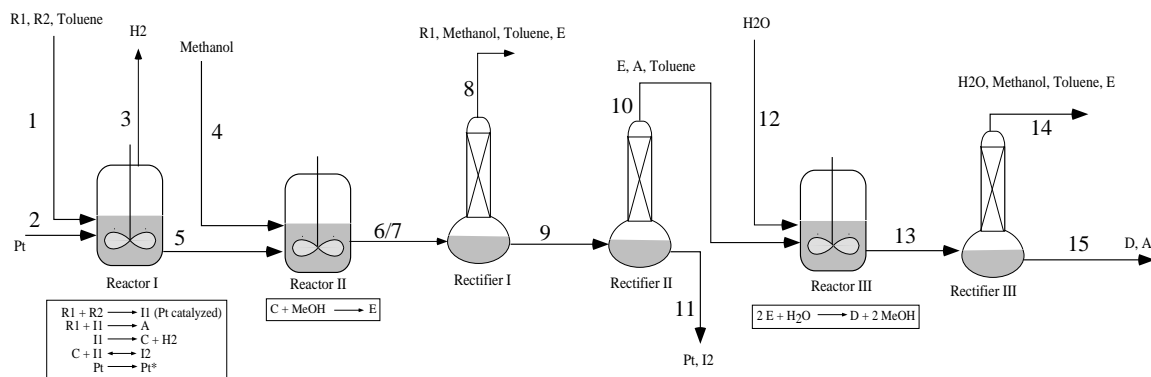 R1, R2, Toluene
H2
Methanol
R1, Methanol, Toluene, E
E, A, Toluene
H2O
H2O, Methanol, Toluene, E
1
3
4
8
10
12
14
2
Pt
5
6/7
9
11
13
15
D, A
Reactor I
Reactor II
Rectifier I
Rectifier II
Reactor III
Rectifier III
R1 + R2 → I1 (Pt catalyzed)
R1 + I1 → A
I1 → C + H2
C + I1 ↔ I2
Pt → Pt*
C + MeOH → E
Pt, I2
2 E + H2O → D + 2 MeOH